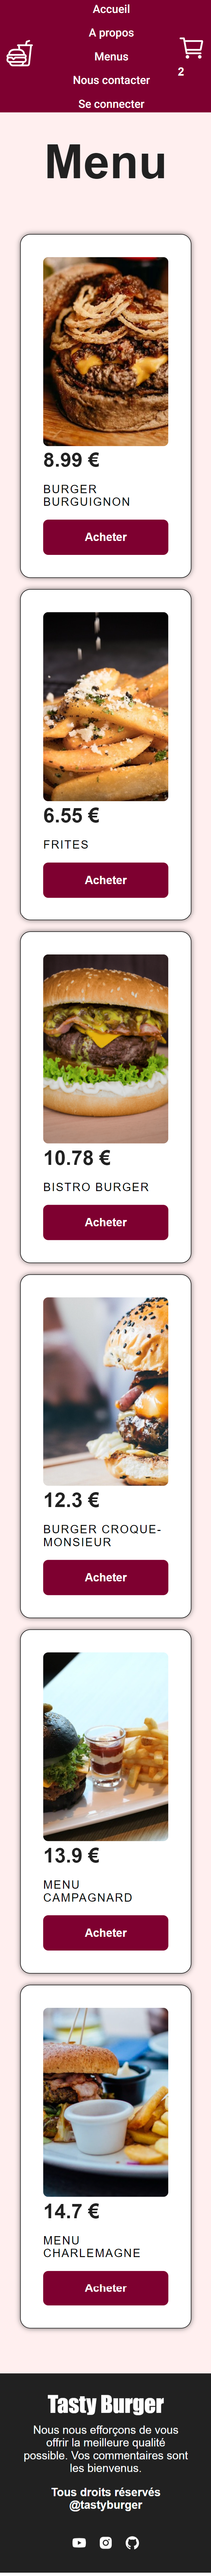 Accueil
A propos
Menus
Nous contacter
Se connecter
2
Menu
8.99 €
BURGER
BURGUIGNON
Acheter
6.55 €
FRITES
Acheter
10.78 €
BISTRO BURGER
Acheter
12.3 €
BURGER CROQUE-
MONSIEUR
Acheter
13.9 €
MENU
CAMPAGNARD
Acheter
14.7 €
MENU
CHARLEMAGNE
Acheter
Tasty Burger
Nous nous efforçons de vous
offrir la meilleure qualité
possible. Vos commentaires sont
les bienvenus.
Tous droits réservés
@tastyburger